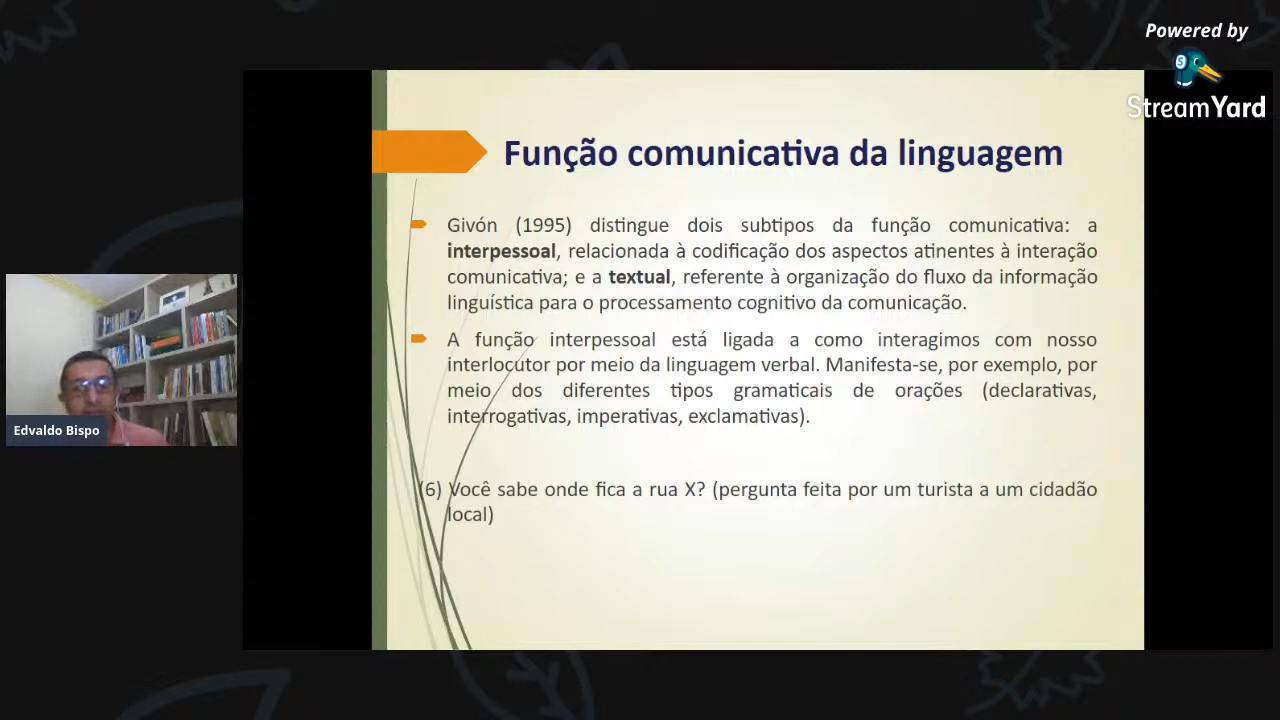 Powered by
StreamYard
Função comunicativa da linguagem
Givón (1995) distingue dois subtipos da função comunicativa: a
interpessoal, relacionada à codificação dos aspectos atinentes à interação
comunicativa; e a textual, referente à organização do fluxo da informação
linguística para o processamento cognitivo da comunicação.
A função interpessoal está ligada a como interagimos com nosso
interlocutor por meio da linguagem verbal. Manifesta-se, por exemplo, por
meio dos diferentes tipos gramaticais de orações (declarativas,
interrogativas, imperativas, exclamativas).
(6) Você sabe onde fica a rua X? (pergunta feita por um turista a um cidadão
local)
Edvaldo Bispo